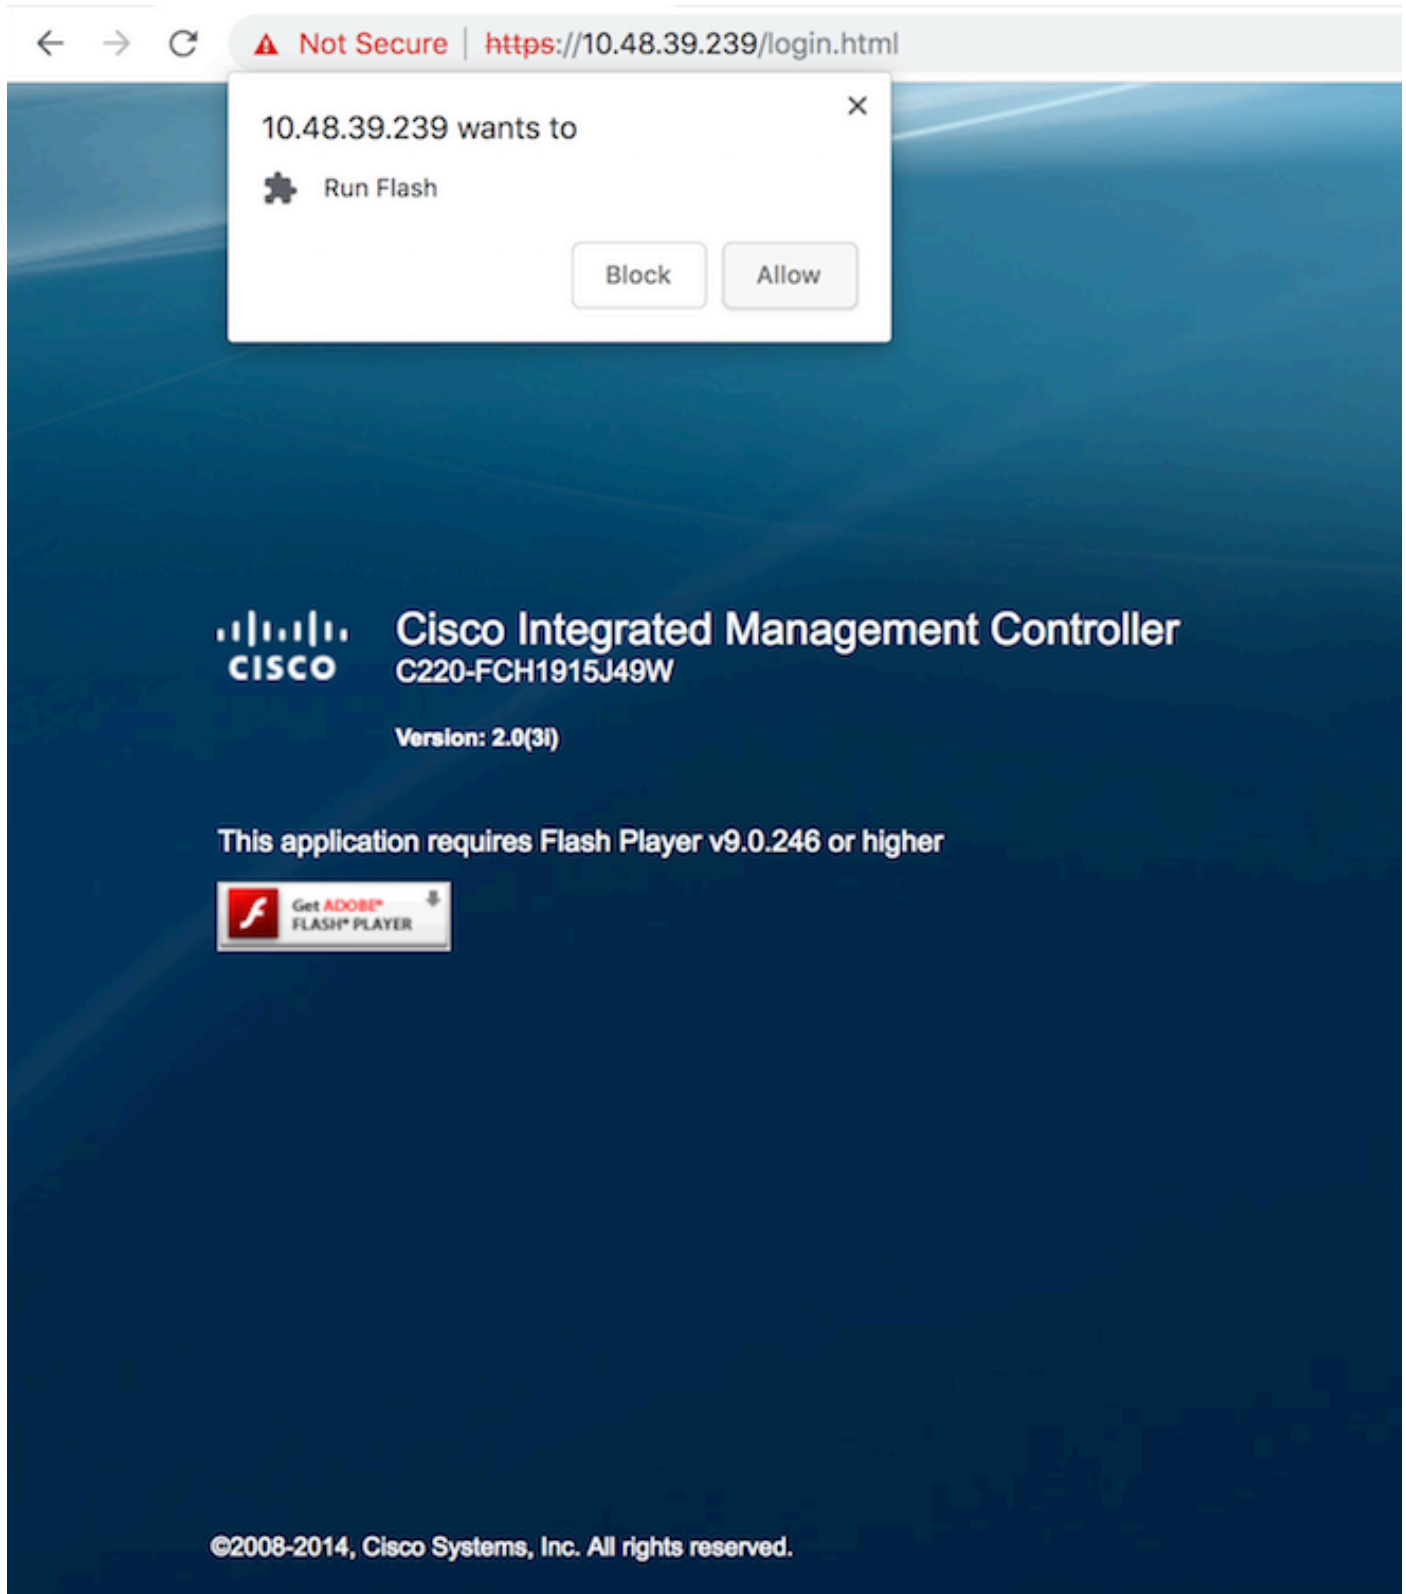 Not Secure | https://10.48.39.239/login.html
10.48.39.239 wants to
Run Flash
Block
Allow
CISCO
Cisco Integrated Management Controller
C220-FCH1915J49W
Version: 2.0(3i)
This application requires Flash Player v9.0.246 or higher
Get ADOBE®
FLASH® PLAYER
©2008-2014, Cisco Systems, Inc. All rights reserved.